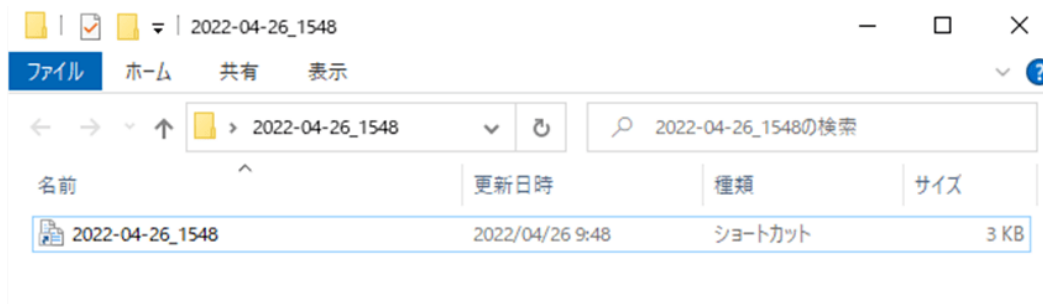 2022-04-26_1548
ファイル ホーム 共有 表示
2022-04-26_1548 2022-04-26_1548の検索
名前 更新日時 種類 サイズ
2022-04-26_1548 2022/04/26 9:48 ショートカット 3 KB